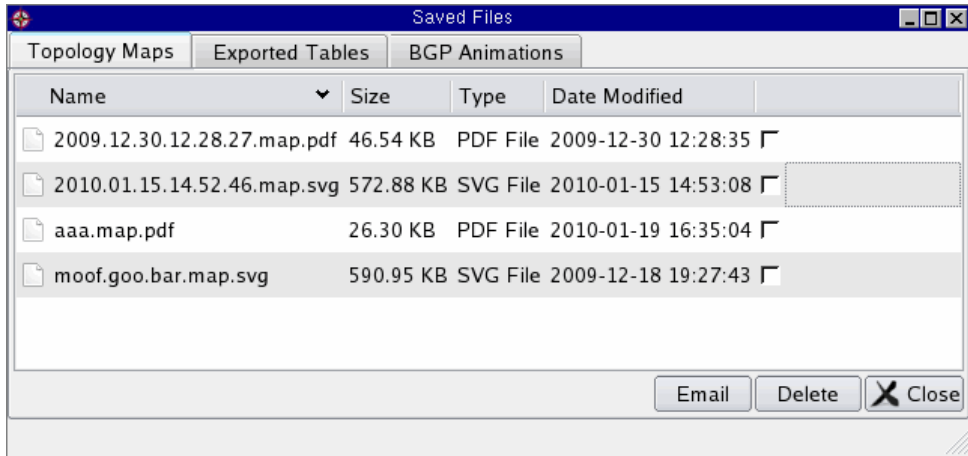 Saved Files
Topology Maps Exported Tables BGP Animations
Name Size Type Date Modified
2009.12.30.12.28.27.map.pdf 46.54 KB PDF File 2009-12-30 12:28:35
2010.01.15.14.52.46.map.svg 572.88 KB SVG File 2010-01-15 14:53:08
aaa.map.pdf 26.30 KB PDF File 2010-01-19 16:35:04
moof.goo.bar.map.svg 590.95 KB SVG File 2009-12-18 19:27:43
Email Delete Close